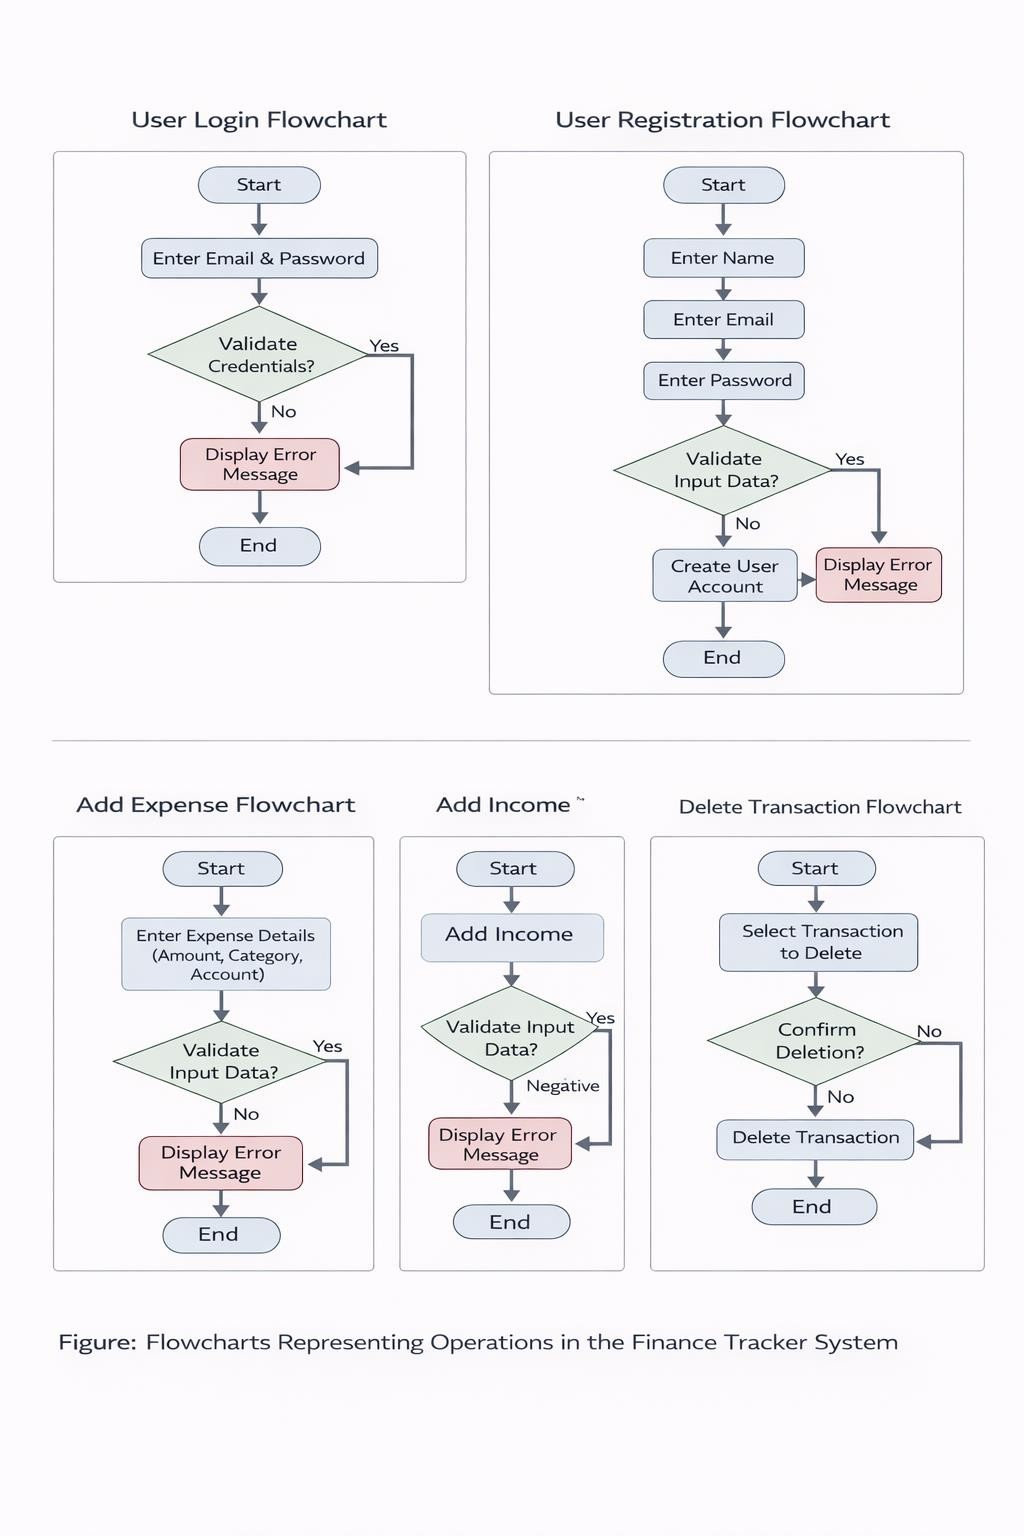 User Login Flowchart
Start
Enter Email & Password
Validate
Credentials?
Yes
No
Display Error
Message
End
User Registration Flowchart
Start
Enter Name
Enter Email
Enter Password
Validate
Input Data?
Yes
No
Create User
Account
Display Error
Message
End
Add Expense Flowchart
Start
Enter Expense Details
(Amount, Category,
Account)
Validate
Input Data?
Yes
No
Display Error
Message
End
Add Income
Start
Add Income
Validate Input
Data?
Yes
Negative
Display Error
Message
End
Delete Transaction Flowchart
Start
Select Transaction
to Delete
Confirm
Deletion?
No
No
Delete Transaction
End
Figure: Flowcharts Representing Operations in the Finance Tracker System